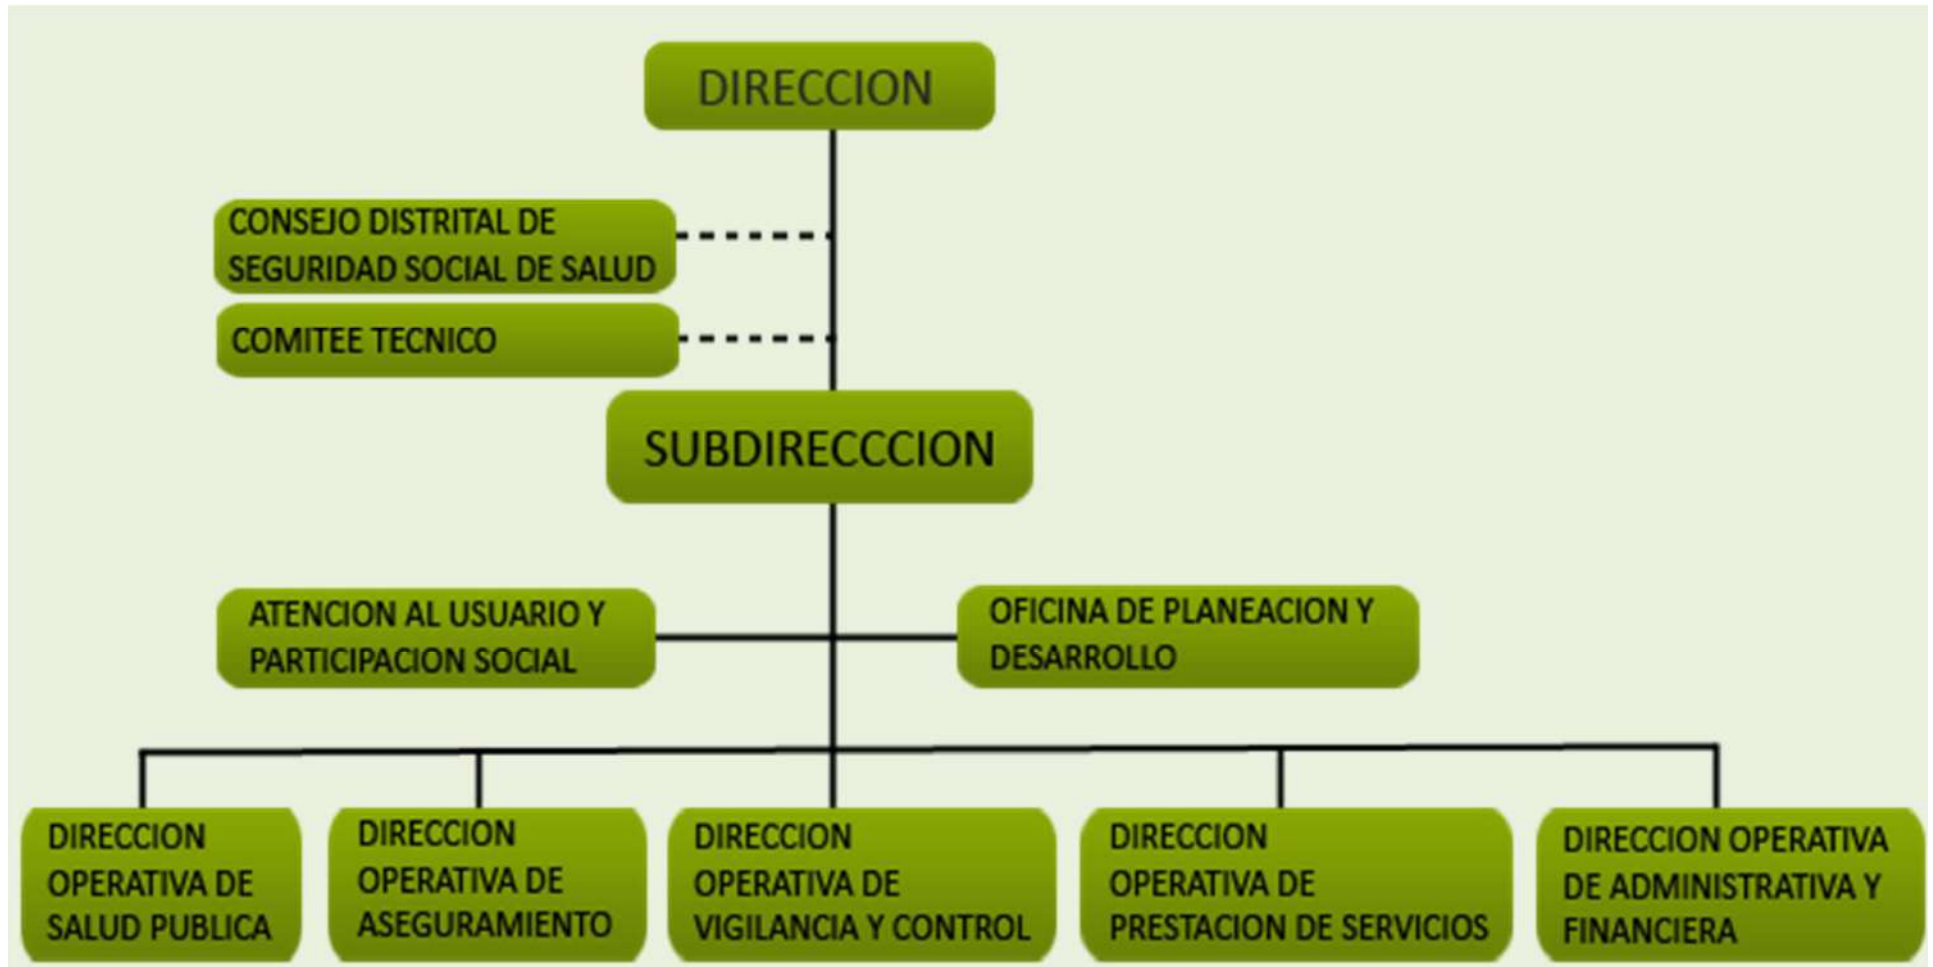 DIRECCION
CONSEJO DISTRITAL DE
SEGURIDAD SOCIAL DE SALUD
COMITEE TECNICO
SUBDIRECCCION
ATENCION AL USUARIO Y
PARTICIPACION SOCIAL
OFICINA DE PLANEACION Y
DESARROLLO
DIRECCION
OPERATIVA DE
SALUD PUBLICA
DIRECCION
OPERATIVA DE
ASEGURAMIENTO
DIRECCION
OPERATIVA DE
VIGILANCIA Y CONTROL
DIRECCION
OPERATIVA DE
PRESTACION DE SERVICIOS
DIRECCION OPERATIVA
DE ADMINISTRATIVA Y
FINANCIERA